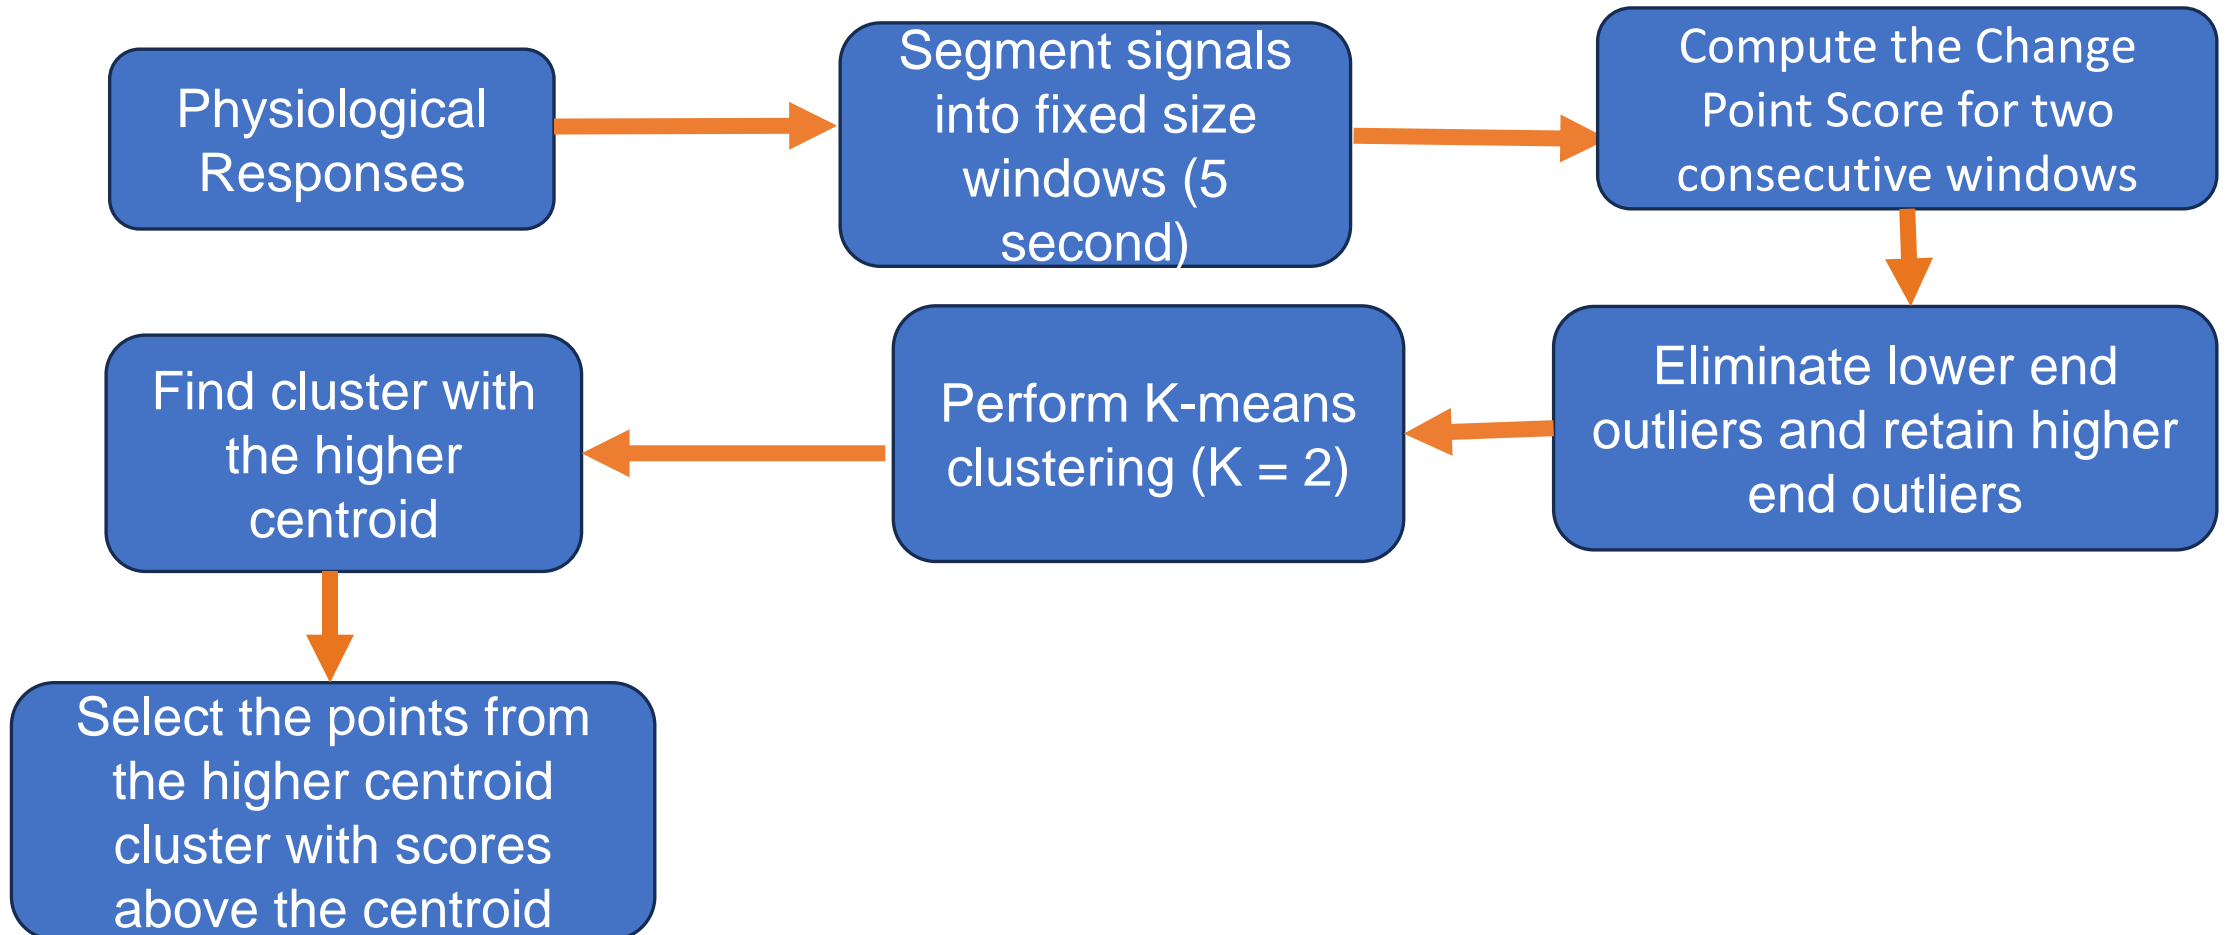 Physiological
Responses
Segment signals
into fixed size
windows (5
second)
Compute the Change
Point Score for two
consecutive windows
Eliminate lower end
outliers and retain higher
end outliers
Perform K-means
clustering (K = 2)
Find cluster with
the higher
centroid
Select the points from
the higher centroid
cluster with scores
above the centroid